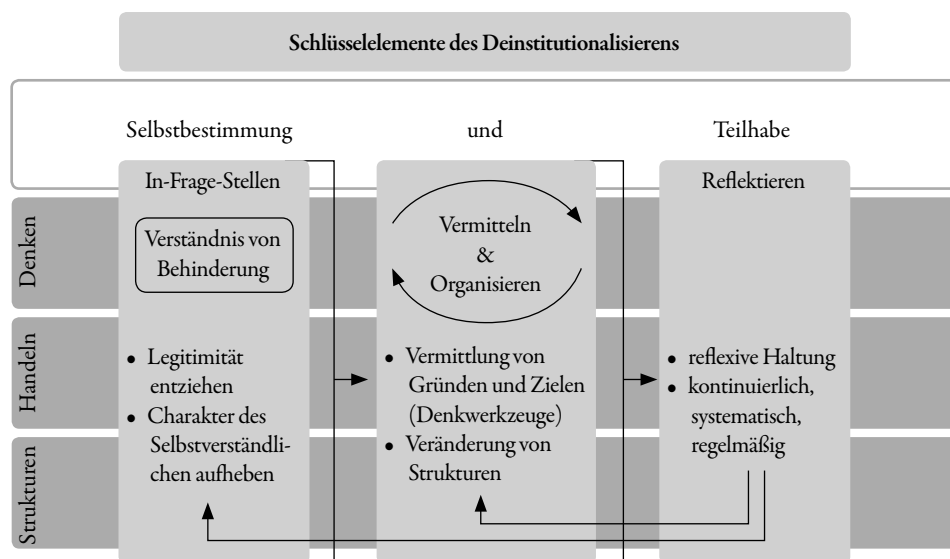 Schlüsselelemente des Deinstitutionalisierens
Selbstbestimmung und Teilhabe
In-Frage-Stellen
Verständnis von
Behinderung
• Legitimität
entziehen
• Charakter des
Selbstverständli-
chen aufheben
Vermitteln
&
Organisieren
• Vermittlung von
Gründen und Zielen
(Denkwerkzeuge)
• Veränderung von
Strukturen
Reflektieren
• reflexive Haltung
• kontinuierlich,
systematisch,
regelmäßig
Denken
Handeln
Strukturen